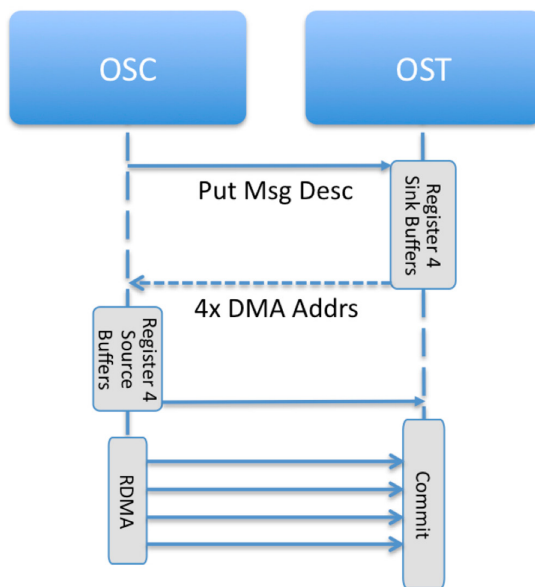 OSC
OST
Put Msg Desc
Register 4
Sink Buffers
4x DMA Addrs
Register 4
Source
Buffers
RDMA
Commit